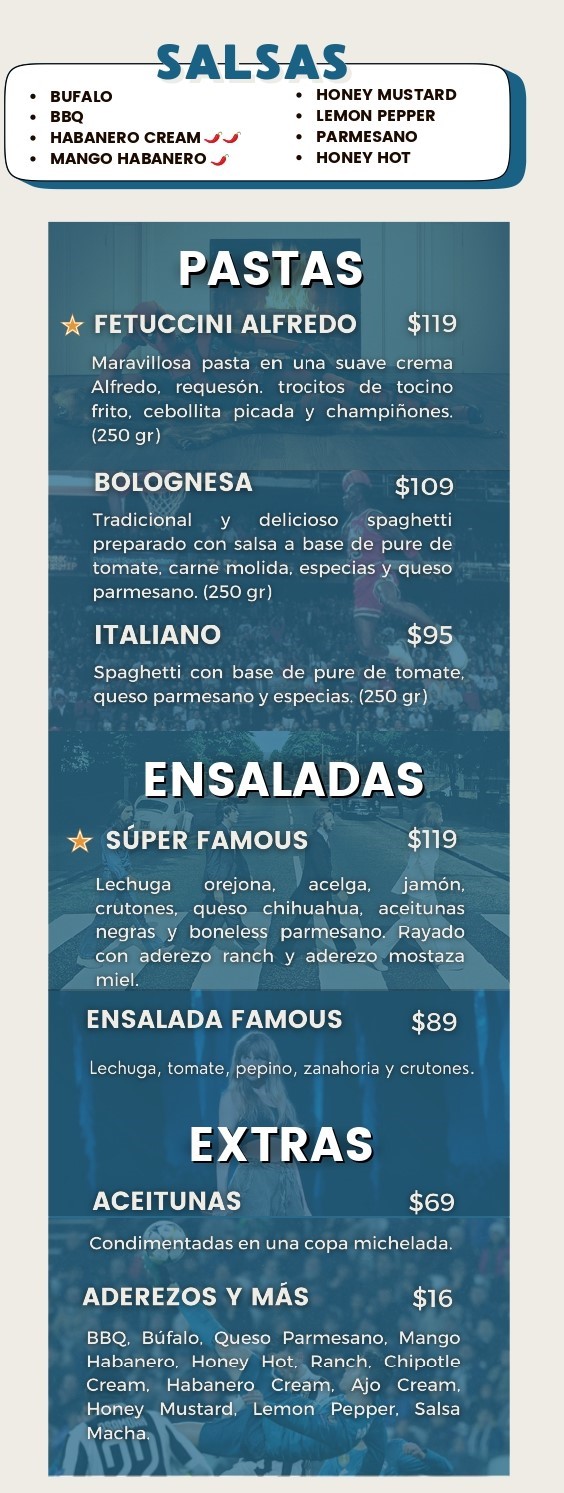 SALSAS
• BUFALO
• BBQ
• HABANERO CREAM
• MANGO HABANERO
• HONEY MUSTARD
• LEMON PEPPER
• PARMESANO
• HONEY HOT
PASTAS
FETUCCINI ALFREDO $119
Maravillosa pasta en una suave crema
Alfredo, requesón. trocitos de tocino
frito, cebollita picada y champiñones.
(250 gr)
BOLOGNESA $109
Tradicional y delicioso spaghetti
preparado con salsa a base de pure de
tomate, carne molida, especias y queso
parmesano. (250 gr)
ITALIANO $95
Spaghetti con base de pure de tomate,
queso parmesano y especias. (250 gr)
ENSALADAS
SÚPER FAMOUS $119
Lechuga orejona, acelga, jamón,
crutones, queso chihuahua, aceitunas
negras y boneless parmesano. Rayado
con aderezo ranch y aderezo mostaza
miel.
ENSALADA FAMOUS $89
Lechuga, tomate, pepino, zanahoria y crutones.
EXTRAS
ACEITUNAS $69
Condimentadas en una copa michelada.
ADEREZOS Y MÁS $16
BBQ, Búfalo, Queso Parmesano, Mango
Habanero, Honey Hot, Ranch, Chipotle
Cream, Habanero Cream, Ajo Cream,
Honey Mustard, Lemon Pepper, Salsa
Macha.